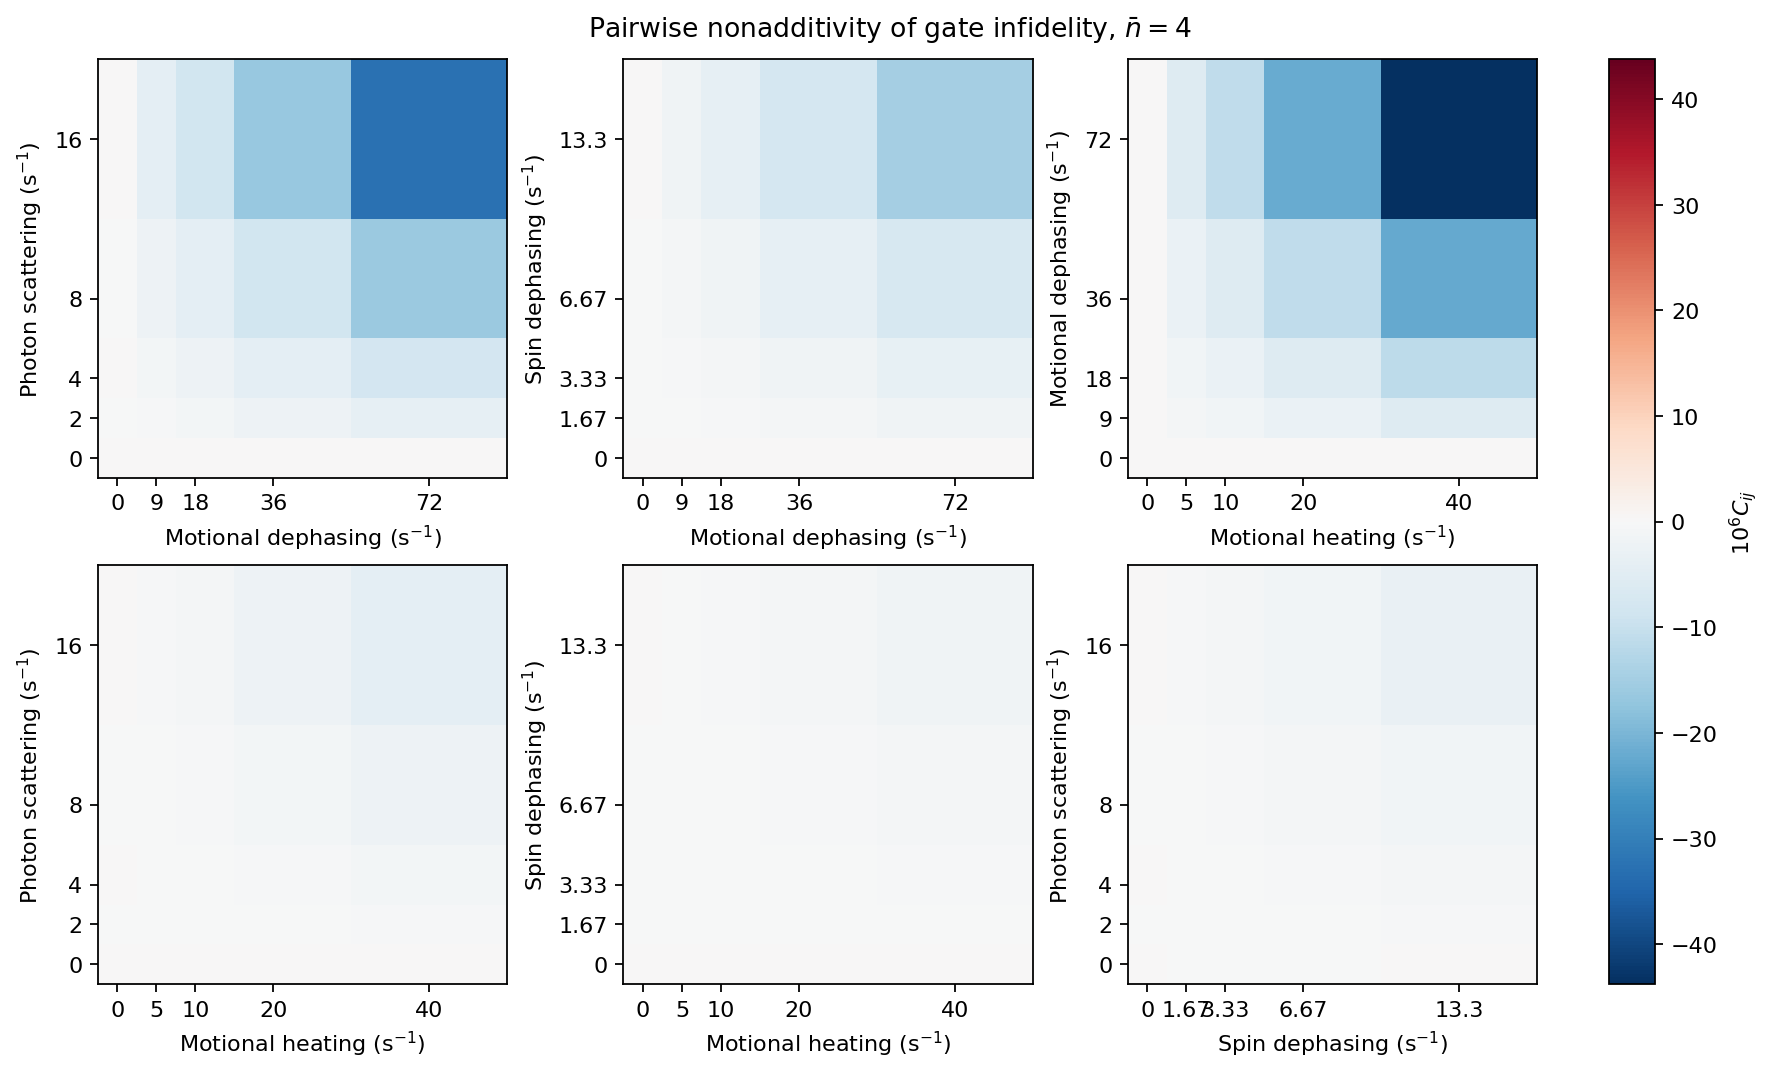 Pairwise nonadditivity of gate infidelity, n̄ = 4
Photon scattering (s⁻¹)
16
8
4
2
0
0 9 18 36 72
Motional dephasing (s⁻¹)
Spin dephasing (s⁻¹)
13.3
6.67
3.33
1.67
0
0 9 18 36 72
Motional dephasing (s⁻¹)
Motional dephasing (s⁻¹)
72
36
18
9
0
0 5 10 20 40
Motional heating (s⁻¹)
Photon scattering (s⁻¹)
16
8
4
2
0
0 5 10 20 40
Motional heating (s⁻¹)
Spin dephasing (s⁻¹)
13.3
6.67
3.33
1.67
0
0 5 10 20 40
Motional heating (s⁻¹)
Photon scattering (s⁻¹)
16
8
4
2
0
0 1.67 3.33 6.67 13.3
Spin dephasing (s⁻¹)
40
30
20
10
0
−10
−20
−30
−40
10⁶C_{ij}